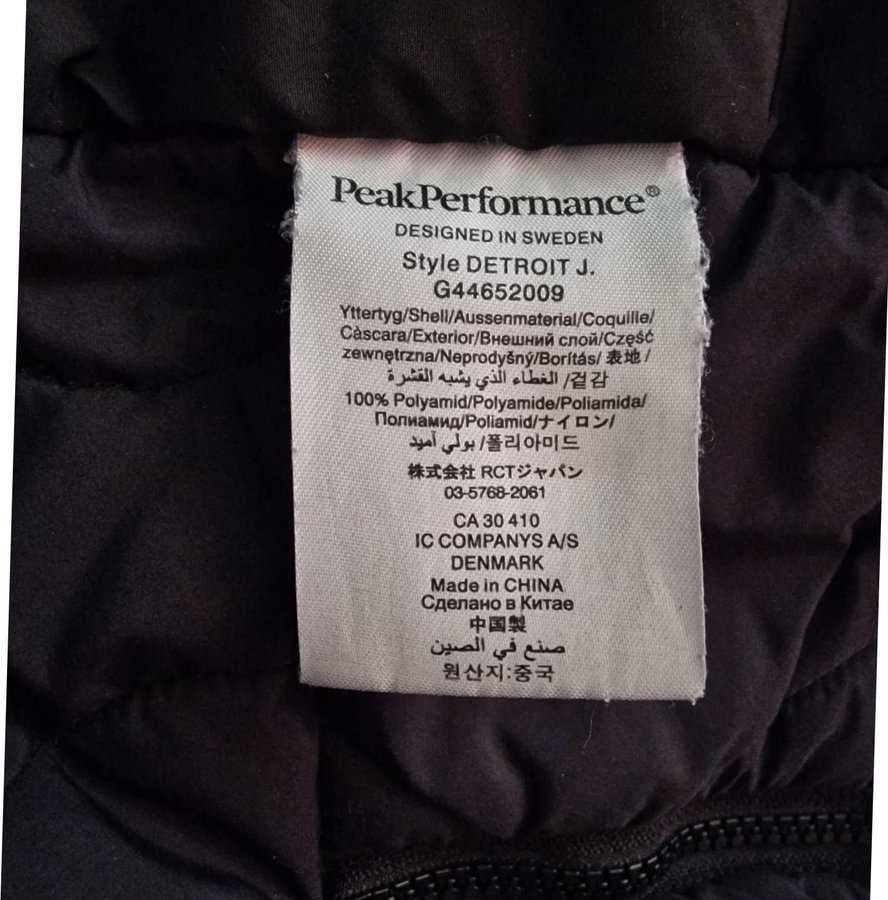 PeakPerformance®
DESIGNED IN SWEDEN
Style DETROIT J.
G44652009
Yttertyg/Shell/Aussenmaterial/Coquille/
Càscara/Exterior/Внешний слой/Część
zewnętrzna/Neprodyšný/Borítás/ 表地 /
الغطاء الذي يشبه القشرة /겉감
100% Polyamid/Polyamide/Poliamida/
Полиамид/Poliamid/ナイロン/
بولي آميد /폴리아미드
株式会社 RCTジャパン
03-5768-2061
CA 30 410
IC COMPANYS A/S
DENMARK
Made in CHINA
Сделано в Китае
中国製
صنع في الصين
원산지:중국